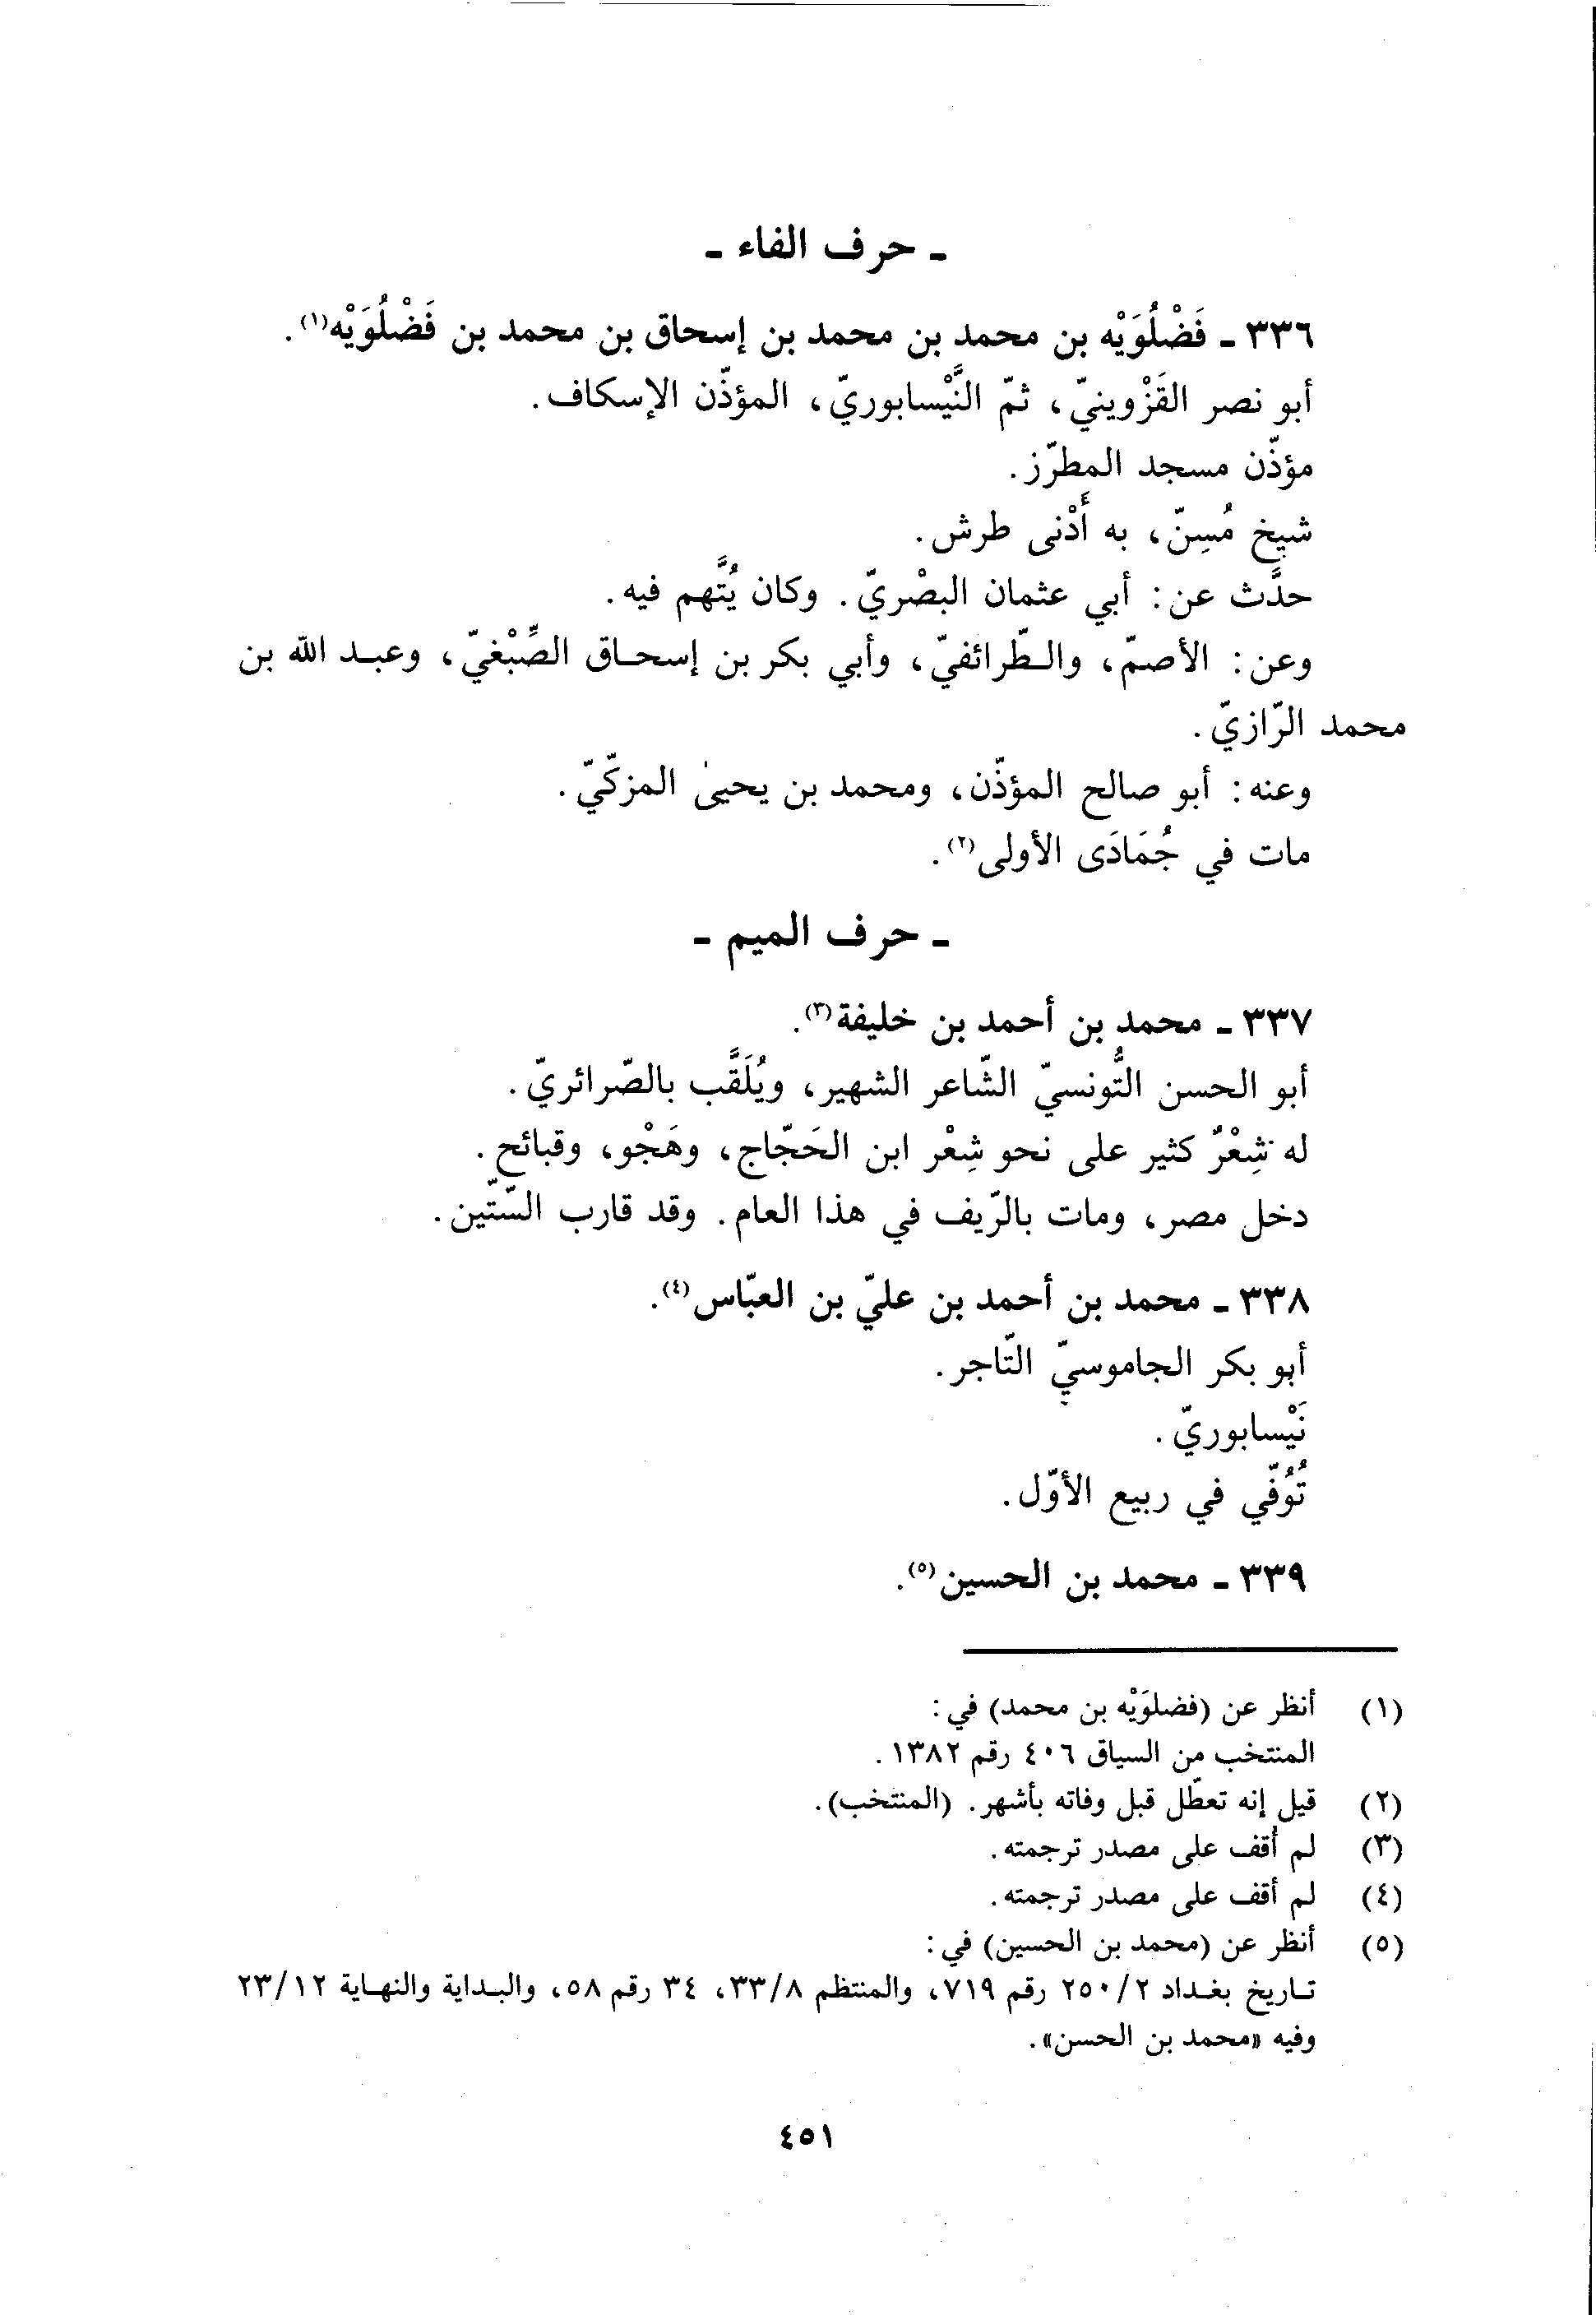 ـ حرف الفاء ـ
٣٣٦ ـ فَضْلُوَيْه بن محمد بن محمد بن إسحاق بن محمد بن فَضْلُوَيْه(١).
أبو نصر القَزْوينيّ، ثمّ النَّيْسابوريّ، المؤذّن الإسكاف.
مؤذّن مسجد المطرّز.
شيخ مُسِنّ، به أَدْنى طرش.
حدَّث عن: أبي عثمان البصْريّ. وكان يُتَّهم فيه.
وعن: الأصمّ، والطّرائفيّ، وأبي بكر بن إسحاق الصِّبْغيّ، وعبد الله بن
محمد الرّازيّ.
وعنه: أبو صالح المؤذّن، ومحمد بن يحيىٰ المزكّيّ.
مات في جُمَادَى الأولى(٢).
ـ حرف الميم ـ
٣٣٧ ـ محمد بن أحمد بن خليفة(٣).
أبو الحسن التُّونسيّ الشّاعر الشهير، ويُلَقَّب بالصّرائريّ.
له شِعْرٌ كثير على نحو شِعْر ابن الحَجّاج، وهَجْو، وقبائح.
دخل مصر، ومات بالرّيف في هذا العام. وقد قارب السّتّين.
٣٣٨ ـ محمد بن أحمد بن عليّ بن العبّاس(٤).
أبو بكر الجاموسيّ التّاجر.
نَيْسابوريّ.
تُوُفّي في ربيع الأوّل.
٣٣٩ ـ محمد بن الحسين(٥).
(١) أنظر عن (فضلوَيْه بن محمد) في:
المنتخب من السياق ٤٠٦ رقم ١٣٨٢.
(٢) قيل إنه تعطّل قبل وفاته بأشهر. (المنتخب).
(٣) لم أقف على مصدر ترجمته.
(٤) لم أقف على مصدر ترجمته.
(٥) أنظر عن (محمد بن الحسين) في:
تاريخ بغداد ٢/ ٢٥٠ رقم ٧١٩، والمنتظم ٨/ ٣٣، ٣٤ رقم ٥٨، والبداية والنهاية ١٢/ ٢٣
وفيه «محمد بن الحسن».
٤٥١